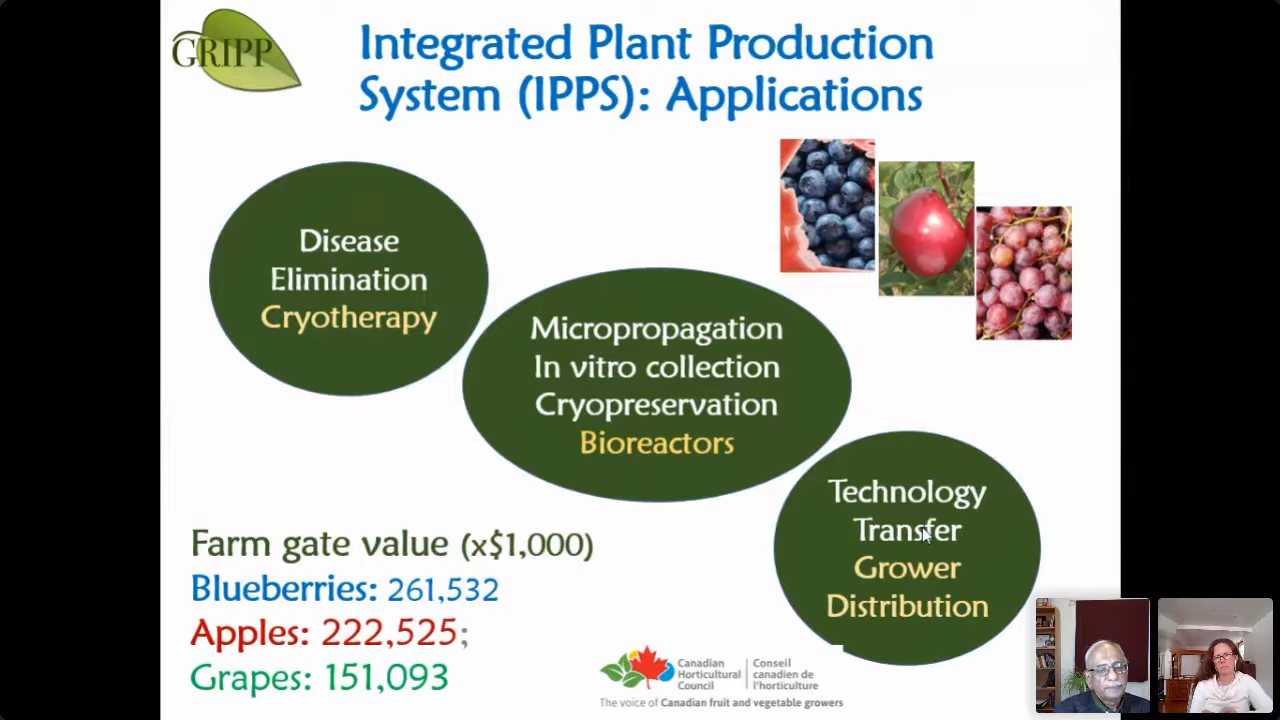 GRIPP
Integrated Plant Production
System (IPPS): Applications
Disease
Elimination
Cryotherapy
Micropropagation
In vitro collection
Cryopreservation
Bioreactors
Technology
Transfer
Grower
Distribution
Farm gate value (x$1,000)
Blueberries: 261,532
Apples: 222,525;
Grapes: 151,093
Canadian
Horticultural
Council
Conseil
canadien de
l'horticulture
The voice of Canadian fruit and vegetable growers